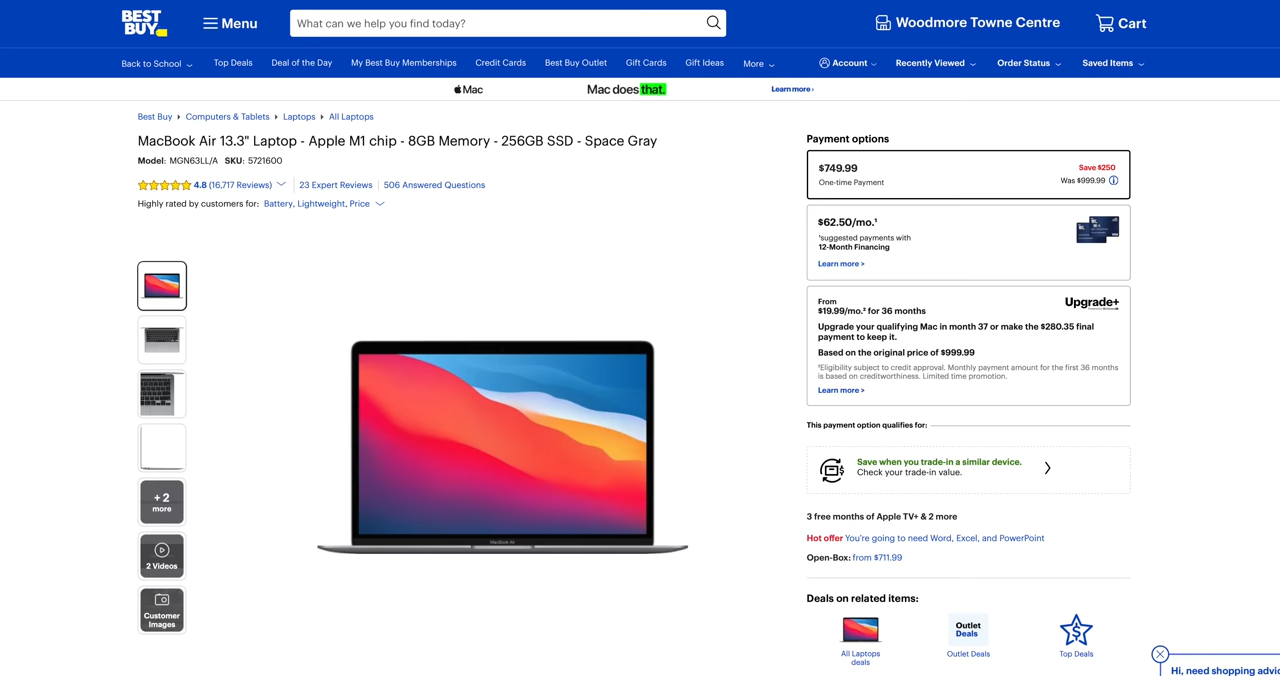 BEST BUY
Menu
What can we help you find today?
Woodmore Towne Centre
Cart
Back to School
Top Deals
Deal of the Day
My Best Buy Memberships
Credit Cards
Best Buy Outlet
Gift Cards
Gift Ideas
More
Account
Recently Viewed
Order Status
Saved Items
Mac
Mac does that.
Learn more ›
Best Buy
Computers & Tablets
Laptops
All Laptops
MacBook Air 13.3" Laptop - Apple M1 chip - 8GB Memory - 256GB SSD - Space Gray
Model: MGN63LL/A SKU: 5721600
4.8 (16,717 Reviews)
23 Expert Reviews
506 Answered Questions
Highly rated by customers for: Battery, Lightweight, Price
+ 2
more
2 Videos
Customer
Images
MacBook Air
Payment options
$749.99
Save $250
One-time Payment
Was $999.99
$62.50/mo.¹
¹suggested payments with
12-Month Financing
Learn more >
From
$19.99/mo.² for 36 months
Upgrade+
Upgrade your qualifying Mac in month 37 or make the $280.35 final
payment to keep it.
Based on the original price of $999.99
²Eligibility subject to credit approval. Monthly payment amount for the first 36 months
is based on creditworthiness. Limited time promotion.
Learn more >
This payment option qualifies for:
Save when you trade-in a similar device.
Check your trade-in value.
3 free months of Apple TV+ & 2 more
Hot offer You're going to need Word, Excel, and PowerPoint
Open-Box: from $711.99
Deals on related items:
All Laptops
deals
Outlet
Deals
Outlet Deals
Top Deals
Hi, need shopping advic